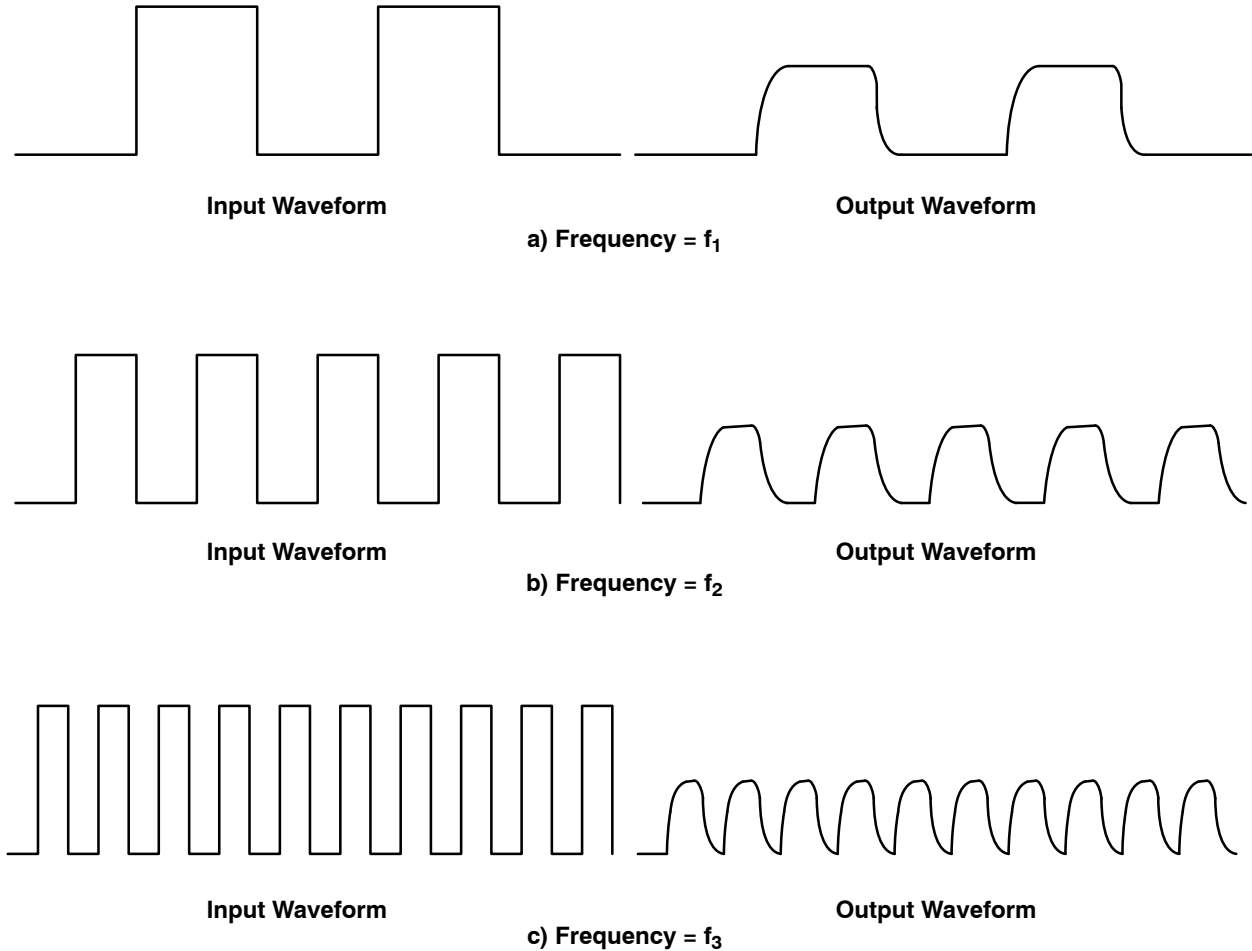 Input Waveform
Output Waveform
a) Frequency = f₁
Input Waveform
Output Waveform
b) Frequency = f₂
Input Waveform
Output Waveform
c) Frequency = f₃